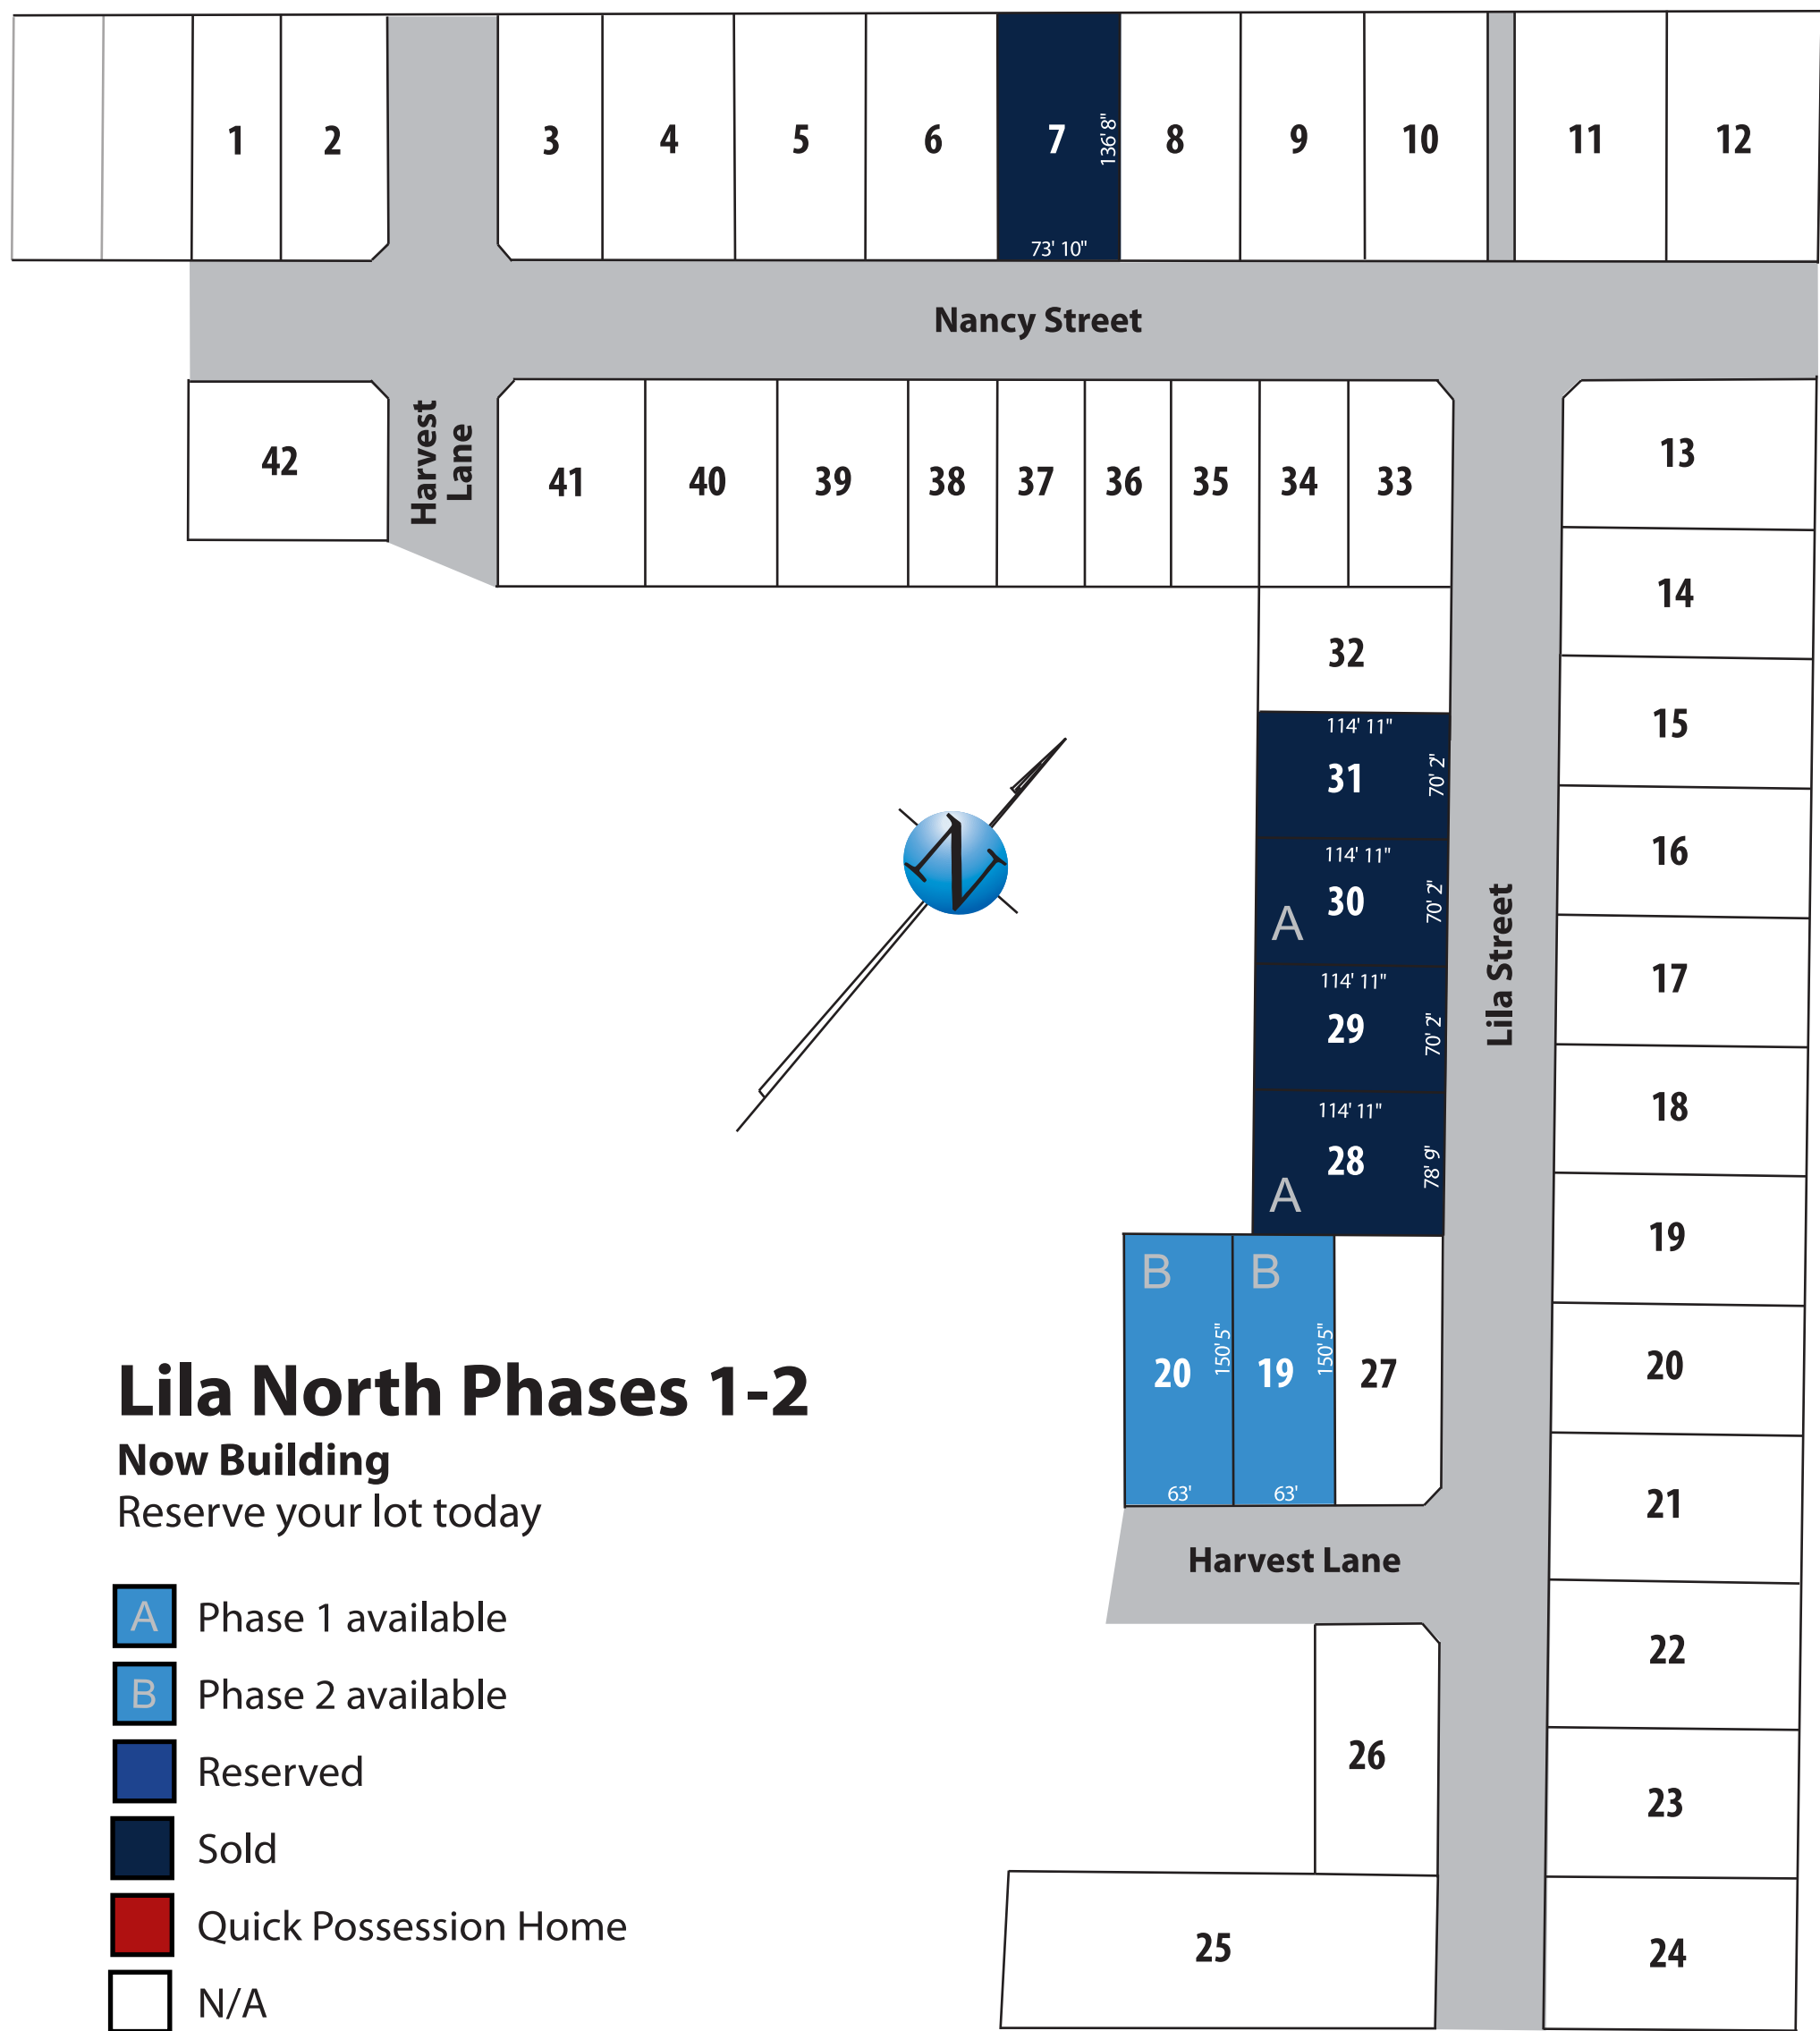 1 2 3 4 5 6 7 8 9 10 11 12
136' 8"
73' 10"
Nancy Street
42
Harvest
Lane
41 40 39 38 37 36 35 34 33
13
14
32
15
114' 11"
31
70' 2"
16
114' 11"
30
70' 2"
A
Lila Street
17
114' 11"
29
70' 2"
18
114' 11"
28
78' 9"
A
19
N
B
20
150' 5"
63'
B
19
150' 5"
63'
27
20
21
Harvest Lane
22
26
23
25
24
Lila North Phases 1-2
Now Building
Reserve your lot today
A Phase 1 available
B Phase 2 available
Reserved
Sold
Quick Possession Home
N/A